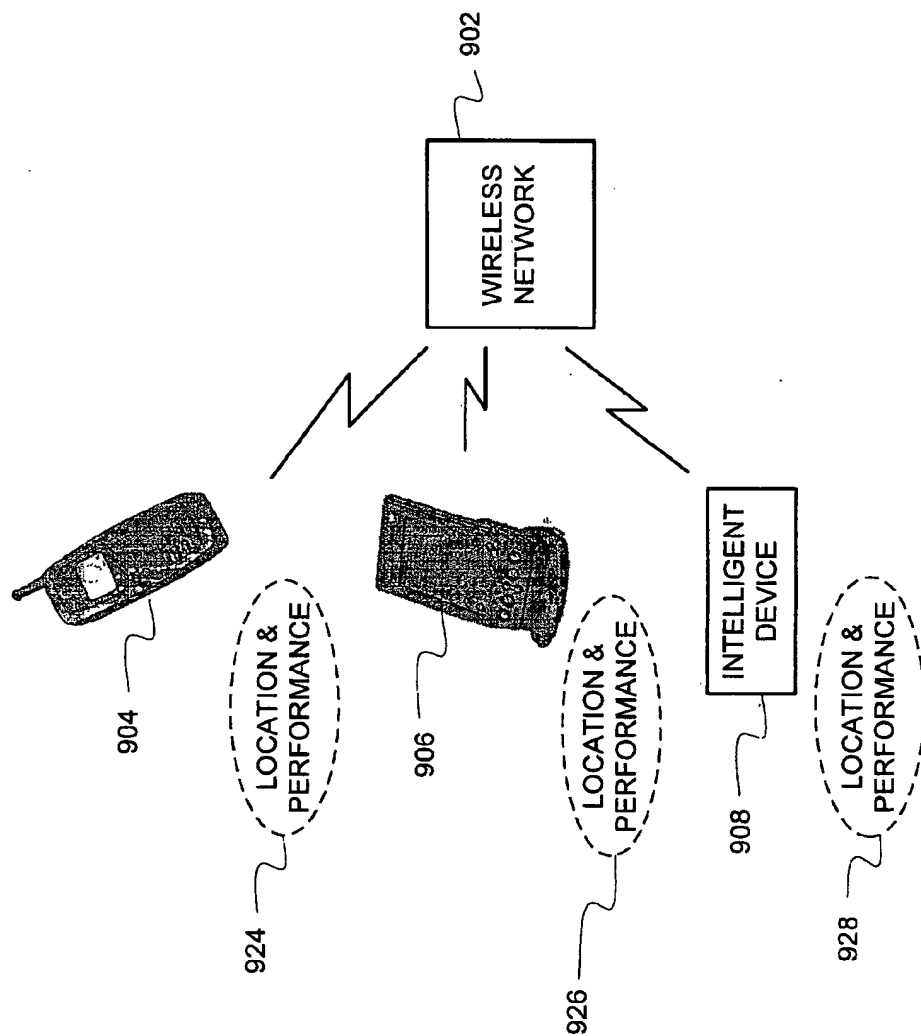 902
WIRELESS
NETWORK
904
LOCATION &
PERFORMANCE
924
906
LOCATION &
PERFORMANCE
926
INTELLIGENT
DEVICE
908
LOCATION &
PERFORMANCE
928